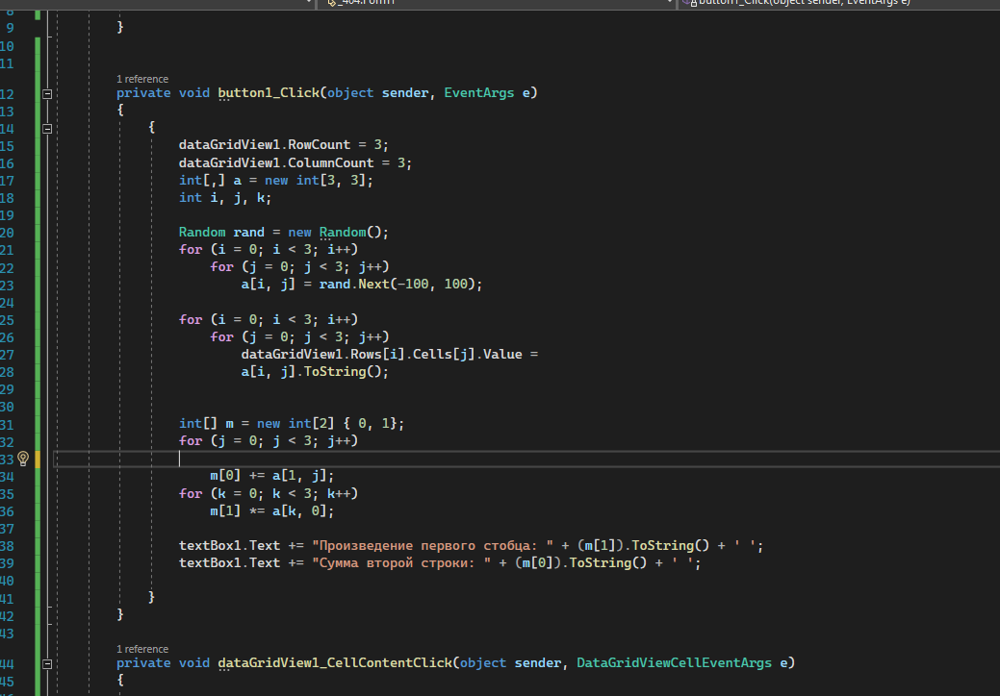 _404.Form1
button1_Click(object sender, EventArgs e)
8
9 }
10
11
1 reference
12 private void button1_Click(object sender, EventArgs e)
13 {
14 {
15 dataGridView1.RowCount = 3;
16 dataGridView1.ColumnCount = 3;
17 int[,] a = new int[3, 3];
18 int i, j, k;
19
20 Random rand = new Random();
21 for (i = 0; i < 3; i++)
22 for (j = 0; j < 3; j++)
23 a[i, j] = rand.Next(-100, 100);
24
25 for (i = 0; i < 3; i++)
26 for (j = 0; j < 3; j++)
27 dataGridView1.Rows[i].Cells[j].Value =
28 a[i, j].ToString();
29
30
31 int[] m = new int[2] { 0, 1};
32 for (j = 0; j < 3; j++)
33
34 m[0] += a[1, j];
35 for (k = 0; k < 3; k++)
36 m[1] *= a[k, 0];
37
38 textBox1.Text += "Произведение первого стобца: " + (m[1]).ToString() + ' ';
39 textBox1.Text += "Сумма второй строки: " + (m[0]).ToString() + ' ';
40
41 }
42 }
43
1 reference
44 private void dataGridView1_CellContentClick(object sender, DataGridViewCellEventArgs e)
45 {